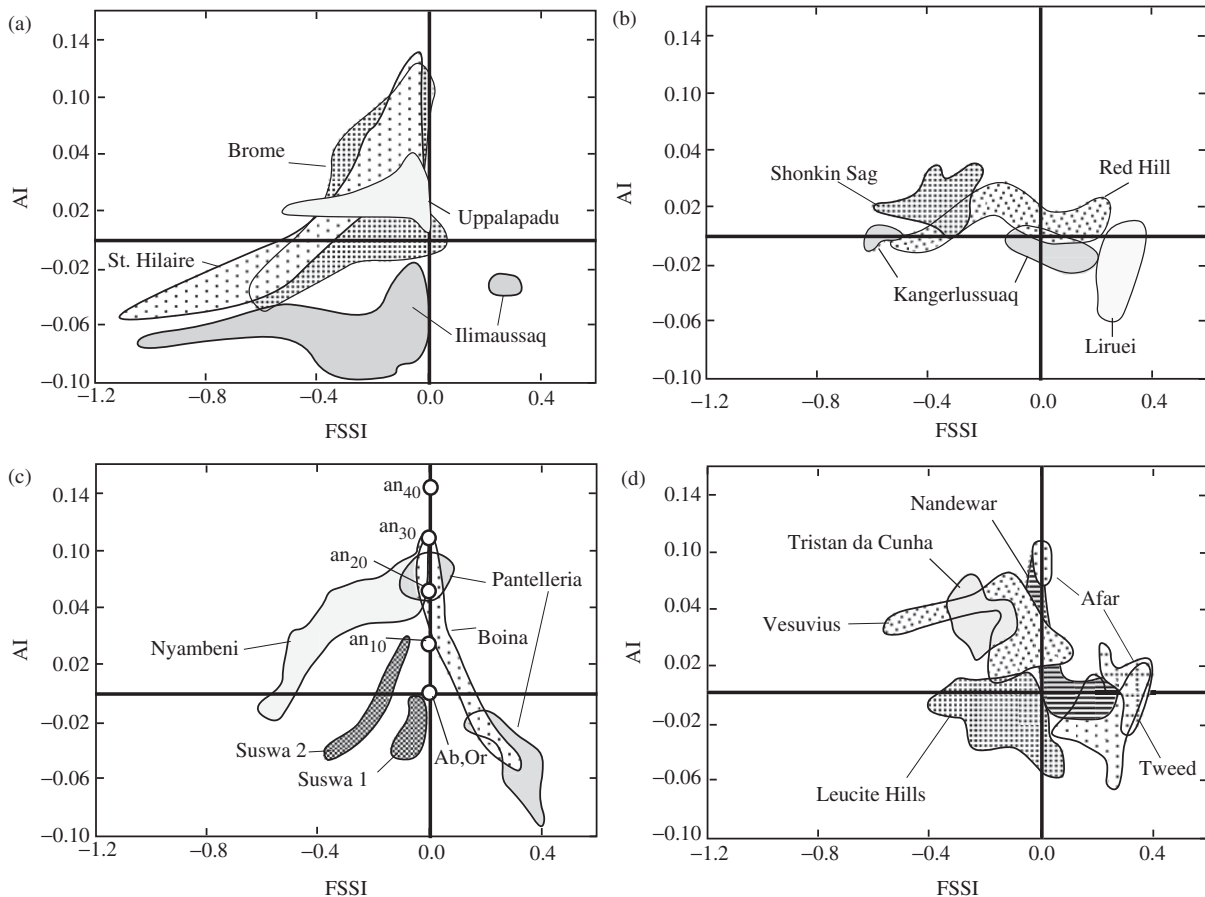 (a)
0.14
0.10
0.04
0.02
−0.02
−0.06
−0.10
AI
Brome
Uppalapadu
St. Hilaire
Ilimaussaq
−1.2
−0.8
−0.4
0.0
0.4
FSSI
(b)
0.14
0.10
0.04
0.02
−0.02
−0.06
−0.10
AI
Shonkin Sag
Red Hill
Kangerlussuaq
Liruei
−1.2
−0.8
−0.4
0.0
0.4
FSSI
(c)
0.14
0.10
0.04
0.02
−0.02
−0.06
−0.10
AI
an40
an30
an20
Pantelleria
Nyambeni
an10
Boina
Suswa 2
Suswa 1
Ab,Or
−1.2
−0.8
−0.4
0.0
0.4
FSSI
(d)
0.14
0.10
0.04
0.02
−0.02
−0.06
−0.10
AI
Nandewar
Tristan da Cunha
Afar
Vesuvius
Tweed
Leucite Hills
−1.2
−0.8
−0.4
0.0
0.4
FSSI